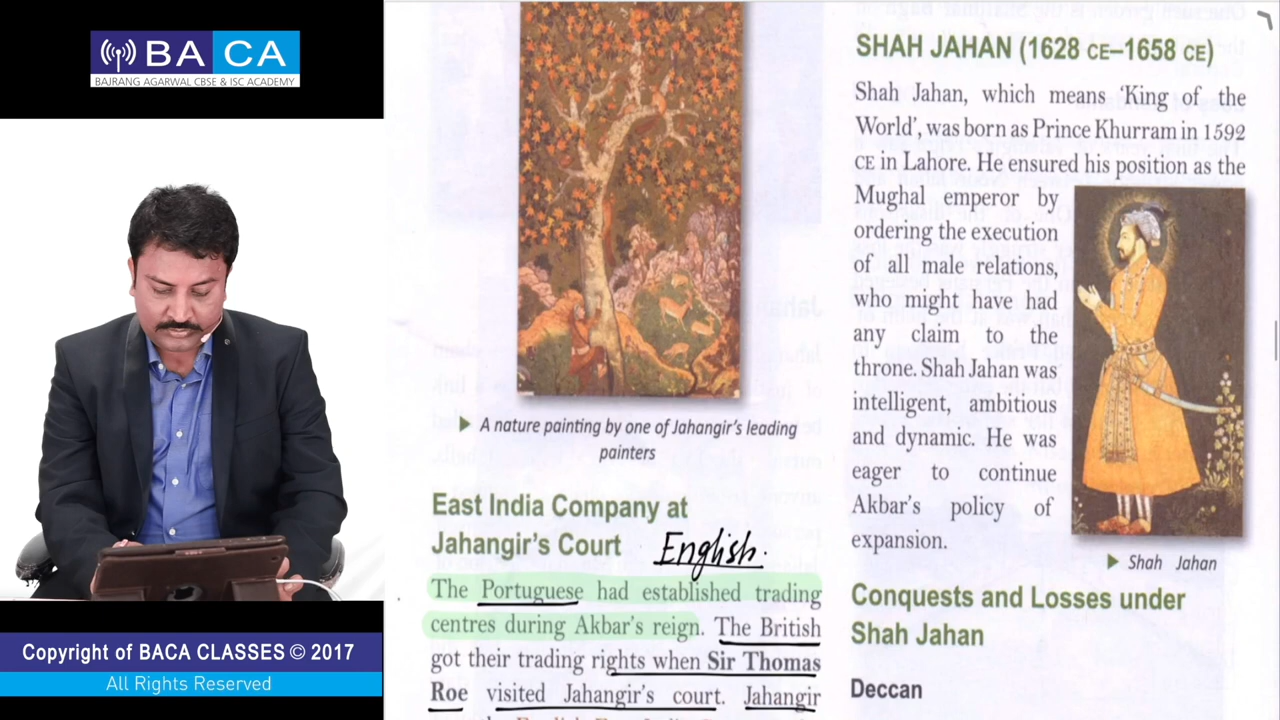 BACA
BAJRANG AGARWAL CBSE & ISC ACADEMY
Copyright of BACA CLASSES © 2017
All Rights Reserved
A nature painting by one of Jahangir's leading
painters
East India Company at
Jahangir's Court English.
The Portuguese had established trading
centres during Akbar's reign. The British
got their trading rights when Sir Thomas
Roe visited Jahangir's court. Jahangir
SHAH JAHAN (1628 CE–1658 CE)
Shah Jahan, which means 'King of the
World', was born as Prince Khurram in 1592
CE in Lahore. He ensured his position as the
Mughal emperor by
ordering the execution
of all male relations,
who might have had
any claim to the
throne. Shah Jahan was
intelligent, ambitious
and dynamic. He was
eager to continue
Akbar's policy of
expansion.
Shah Jahan
Conquests and Losses under
Shah Jahan
Deccan